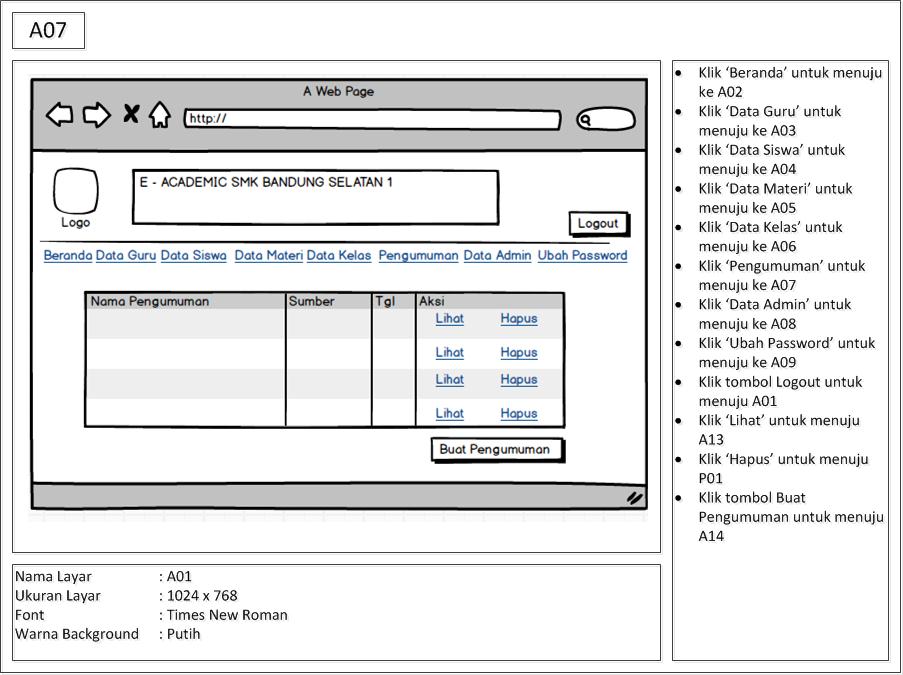 A07
A Web Page
http://
E - ACADEMIC SMK BANDUNG SELATAN 1
Logo
Logout
Beranda Data Guru Data Siswa Data Materi Data Kelas Pengumuman Data Admin Ubah Password
Nama Pengumuman Sumber Tgl Aksi
Lihat Hapus
Lihat Hapus
Lihat Hapus
Lihat Hapus
Buat Pengumuman
• Klik ‘Beranda’ untuk menuju
ke A02
• Klik ‘Data Guru’ untuk
menuju ke A03
• Klik ‘Data Siswa’ untuk
menuju ke A04
• Klik ‘Data Materi’ untuk
menuju ke A05
• Klik ‘Data Kelas’ untuk
menuju ke A06
• Klik ‘Pengumuman’ untuk
menuju ke A07
• Klik ‘Data Admin’ untuk
menuju ke A08
• Klik ‘Ubah Password’ untuk
menuju ke A09
• Klik tombol Logout untuk
menuju A01
• Klik ‘Lihat’ untuk menuju
A13
• Klik ‘Hapus’ untuk menuju
P01
• Klik tombol Buat
Pengumuman untuk menuju
A14
Nama Layar : A01
Ukuran Layar : 1024 x 768
Font : Times New Roman
Warna Background : Putih